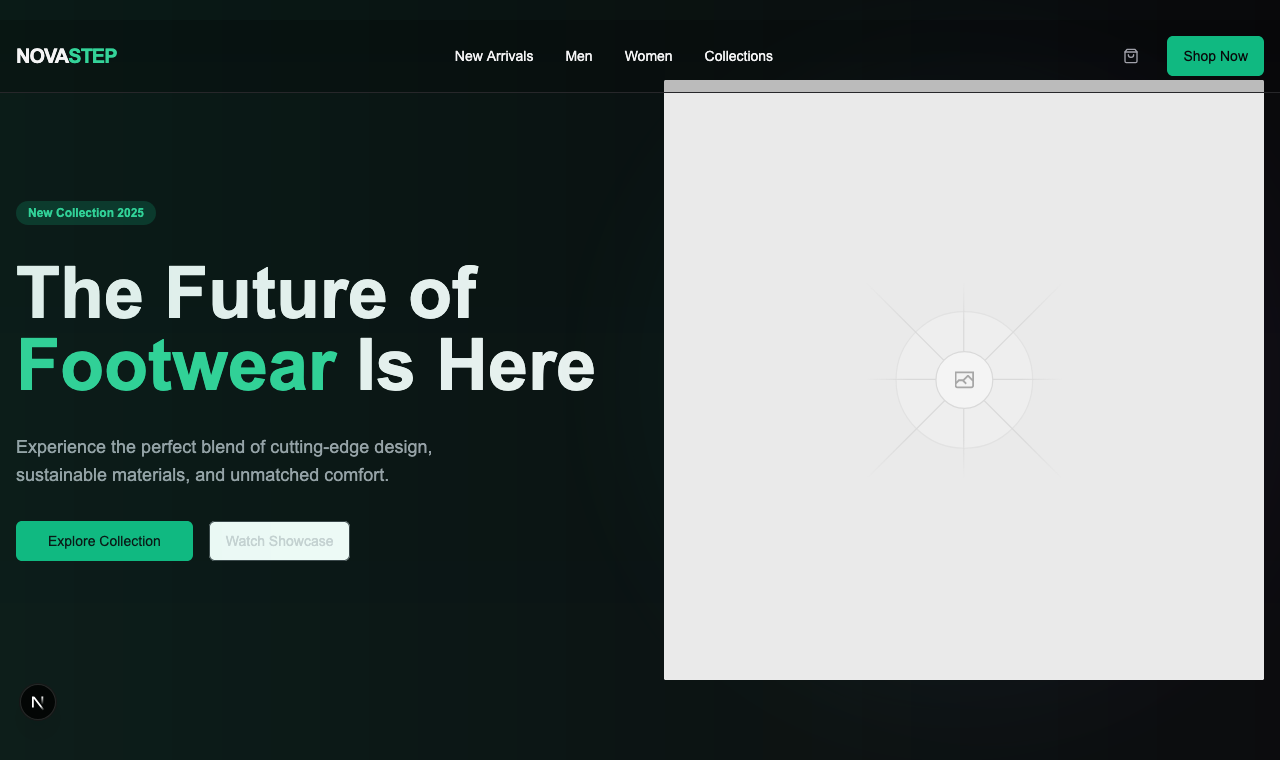 NOVASTEP
New Arrivals
Men
Women
Collections
Shop Now
New Collection 2025
The Future of
Footwear Is Here
Experience the perfect blend of cutting-edge design,
sustainable materials, and unmatched comfort.
Explore Collection
Watch Showcase
N